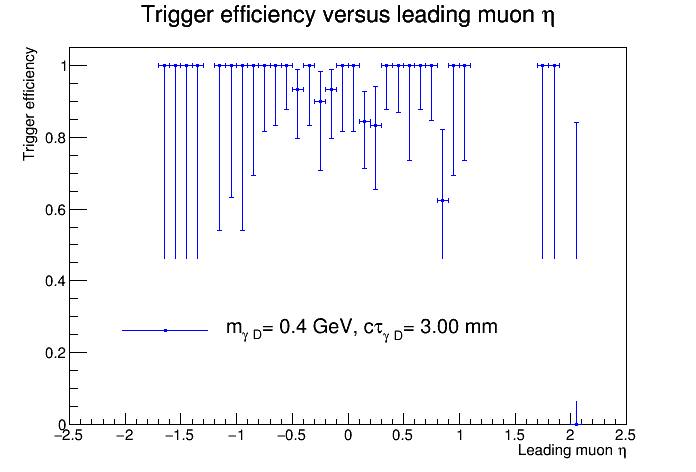 Trigger efficiency versus leading muon η
Trigger efficiency
1
0.8
0.6
0.4
0.2
0
m_γD = 0.4 GeV, cτ_γD = 3.00 mm
−2.5 −2 −1.5 −1 −0.5 0 0.5 1 1.5 2 2.5
Leading muon η